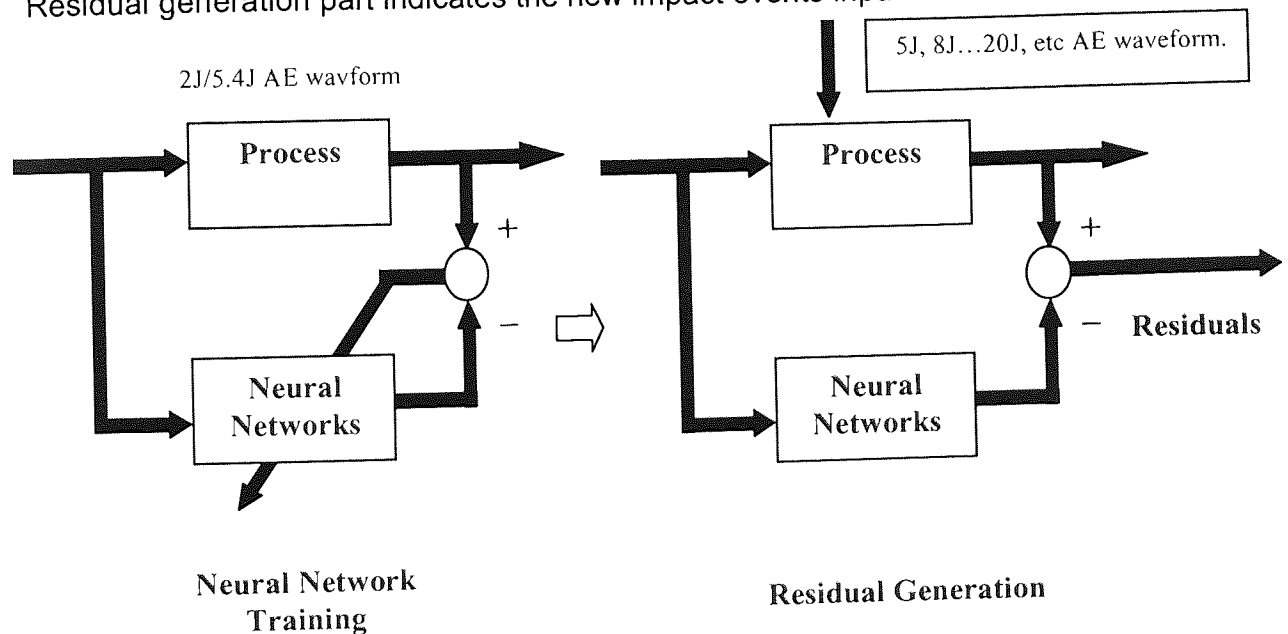 Residual generation part indicates the new impact events
5J, 8J...20J, etc AE waveform.
2J/5.4J AE wavform
Process
+
−
Neural
Networks
Neural Network
Training
Process
+
− Residuals
Neural
Networks
Residual Generation